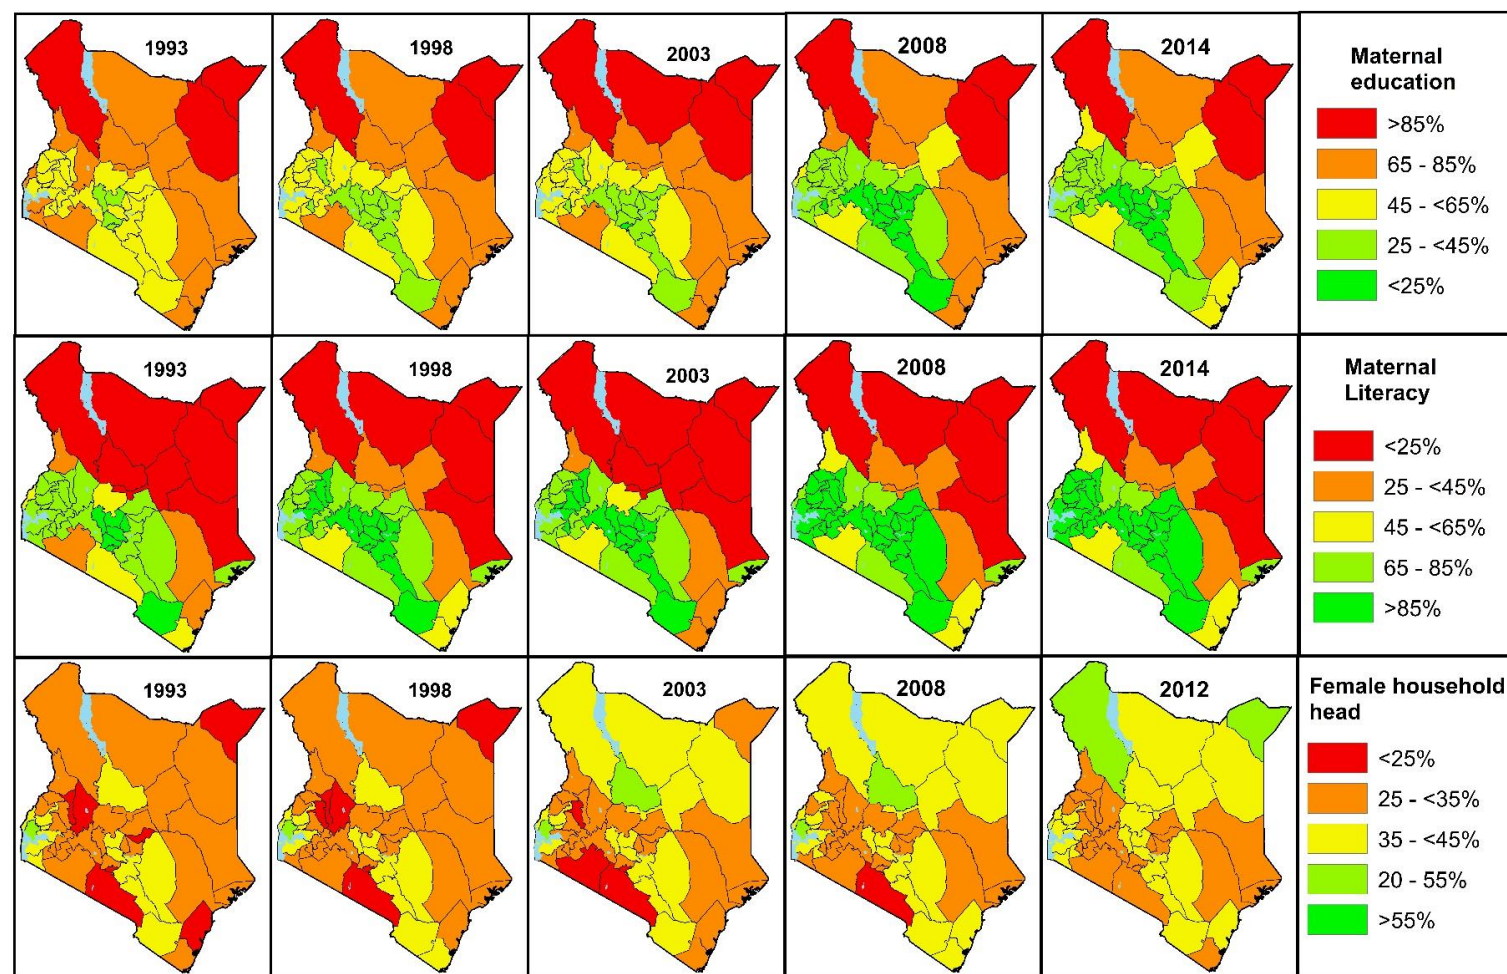 1993
1998
2003
2008
2014
Maternal
education
>85%
65 - 85%
45 - <65%
25 - <45%
<25%
1993
1998
2003
2008
2014
Maternal
Literacy
<25%
25 - <45%
45 - <65%
65 - 85%
>85%
1993
1998
2003
2008
2012
Female household
head
<25%
25 - <35%
35 - <45%
20 - 55%
>55%